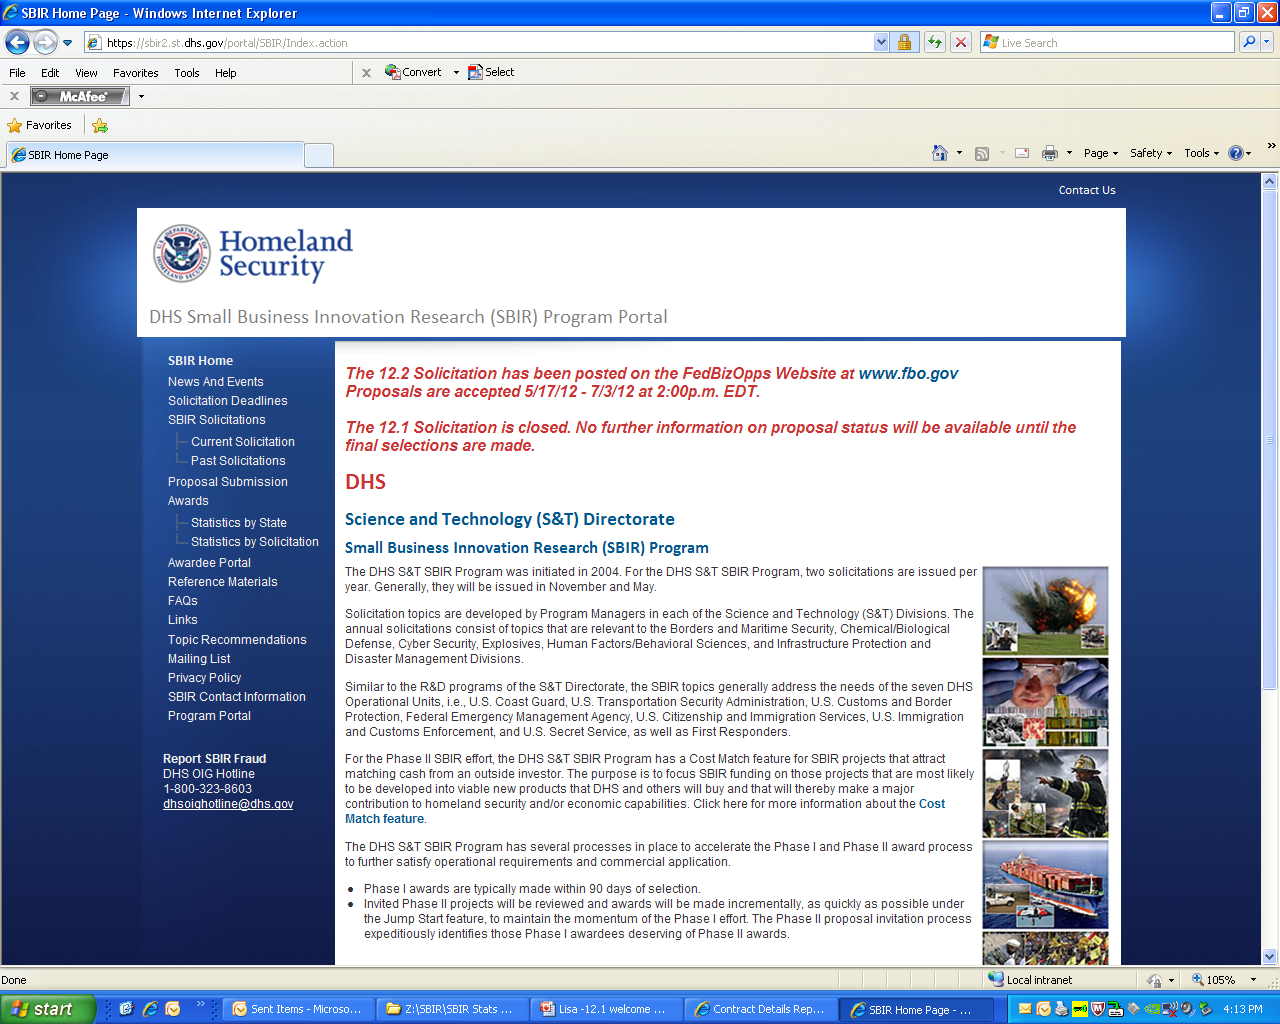 SBIR Home Page - Windows Internet Explorer
https://sbir2.st.dhs.gov/portal/SBIR/Index.action
Live Search
File Edit View Favorites Tools Help
Convert Select
McAfee
Favorites
SBIR Home Page
Page Safety Tools
Contact Us
Homeland
Security
DHS Small Business Innovation Research (SBIR) Program Portal
SBIR Home
News And Events
Solicitation Deadlines
SBIR Solicitations
Current Solicitation
Past Solicitations
Proposal Submission
Awards
Statistics by State
Statistics by Solicitation
Awardee Portal
Reference Materials
FAQs
Links
Topic Recommendations
Mailing List
Privacy Policy
SBIR Contact Information
Program Portal
Report SBIR Fraud
DHS OIG Hotline
1-800-323-8603
dhsoighotline@dhs.gov
The 12.2 Solicitation has been posted on the FedBizOpps Website at www.fbo.gov
Proposals are accepted 5/17/12 - 7/3/12 at 2:00p.m. EDT.
The 12.1 Solicitation is closed. No further information on proposal status will be available until the
final selections are made.
DHS
Science and Technology (S&T) Directorate
Small Business Innovation Research (SBIR) Program
The DHS S&T SBIR Program was initiated in 2004. For the DHS S&T SBIR Program, two solicitations are issued per
year. Generally, they will be issued in November and May.
Solicitation topics are developed by Program Managers in each of the Science and Technology (S&T) Divisions. The
annual solicitations consist of topics that are relevant to the Borders and Maritime Security, Chemical/Biological
Defense, Cyber Security, Explosives, Human Factors/Behavioral Sciences, and Infrastructure Protection and
Disaster Management Divisions.
Similar to the R&D programs of the S&T Directorate, the SBIR topics generally address the needs of the seven DHS
Operational Units, i.e., U.S. Coast Guard, U.S. Transportation Security Administration, U.S. Customs and Border
Protection, Federal Emergency Management Agency, U.S. Citizenship and Immigration Services, U.S. Immigration
and Customs Enforcement, and U.S. Secret Service, as well as First Responders.
For the Phase II SBIR effort, the DHS S&T SBIR Program has a Cost Match feature for SBIR projects that attract
matching cash from an outside investor. The purpose is to focus SBIR funding on those projects that are most likely
to be developed into viable new products that DHS and others will buy and that will thereby make a major
contribution to homeland security and/or economic capabilities. Click here for more information about the Cost
Match feature.
The DHS S&T SBIR Program has several processes in place to accelerate the Phase I and Phase II award process
to further satisfy operational requirements and commercial application.
● Phase I awards are typically made within 90 days of selection.
● Invited Phase II projects will be reviewed and awards will be made incrementally, as quickly as possible under
the Jump Start feature, to maintain the momentum of the Phase I effort. The Phase II proposal invitation process
expeditiously identifies those Phase I awardees deserving of Phase II awards.
Done
Local intranet
105%
start
Sent Items - Microso...
Z:\SBIR\SBIR Stats ...
Lisa -12.1 welcome ...
Contract Details Rep...
SBIR Home Page - ...
4:13 PM